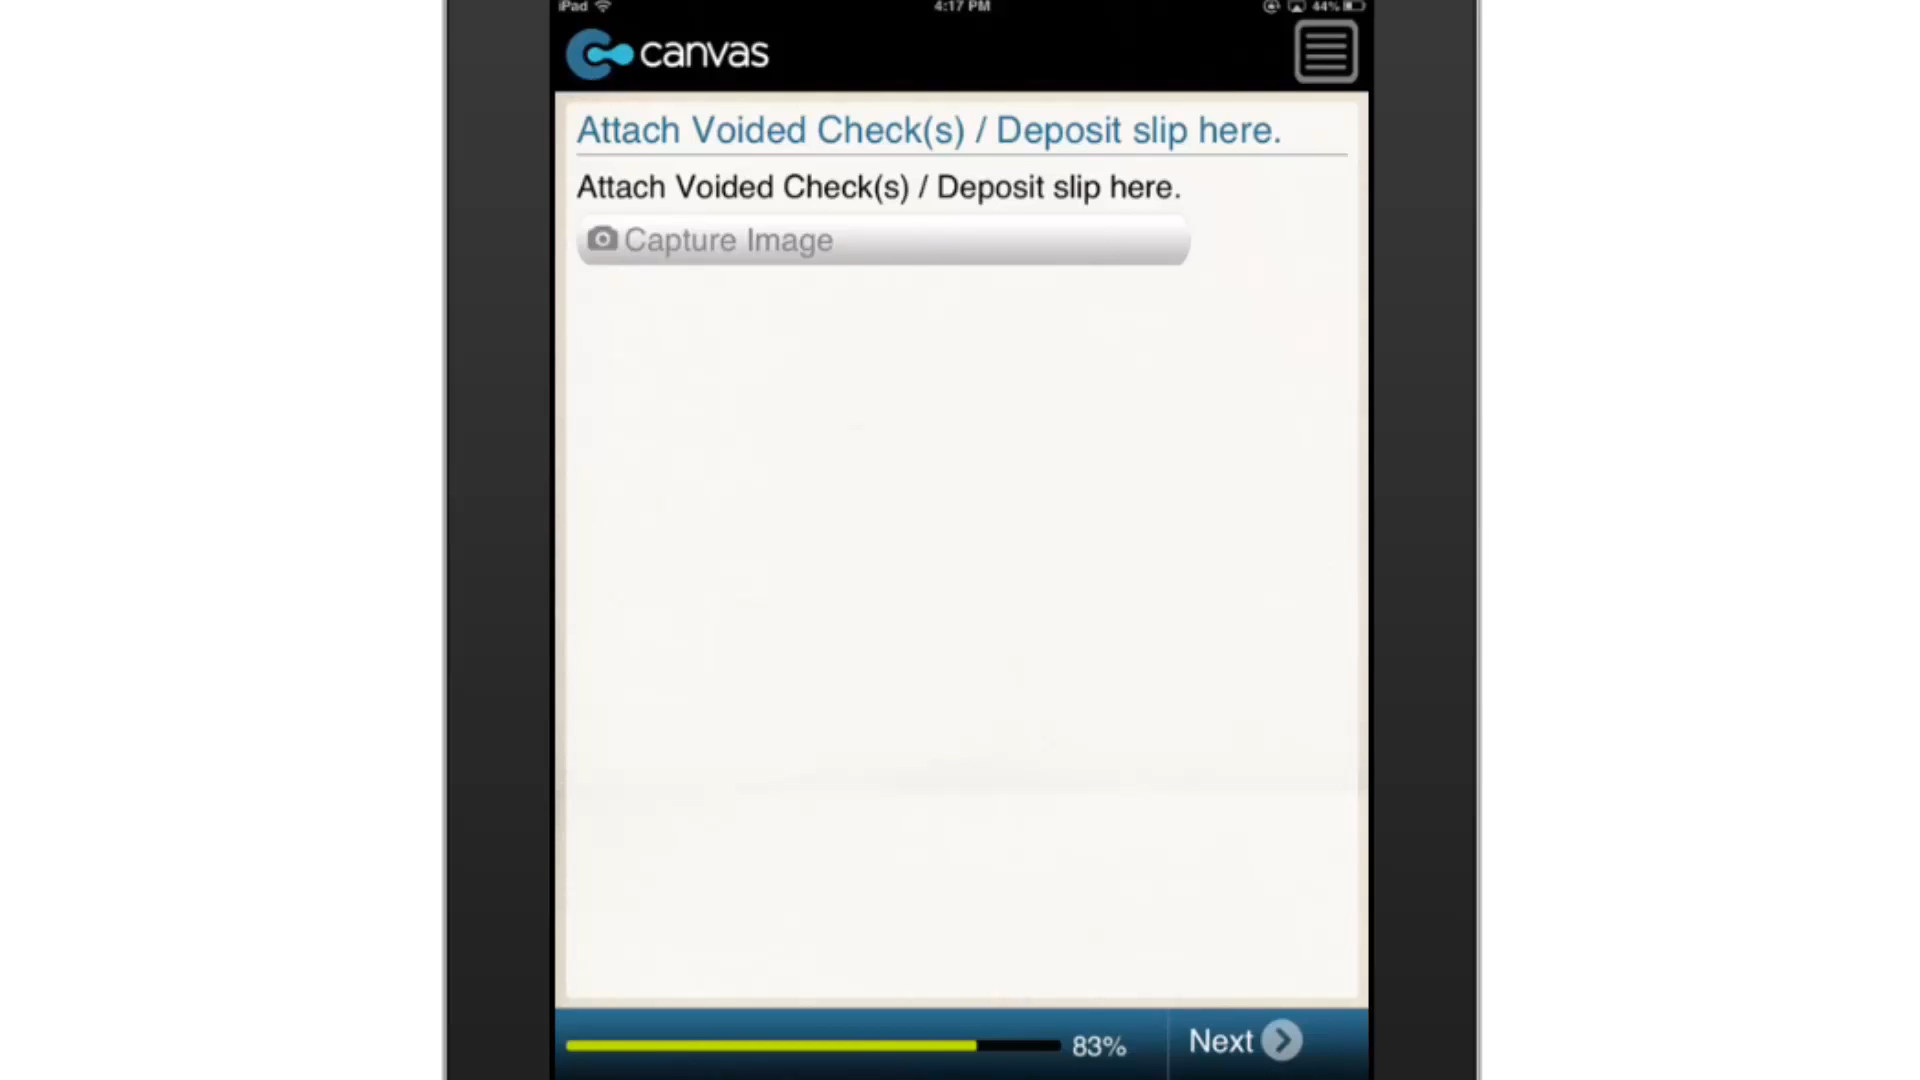 iPad 4:17 PM 44%
canvas
Attach Voided Check(s) / Deposit slip here.
Attach Voided Check(s) / Deposit slip here.
Capture Image
83% Next